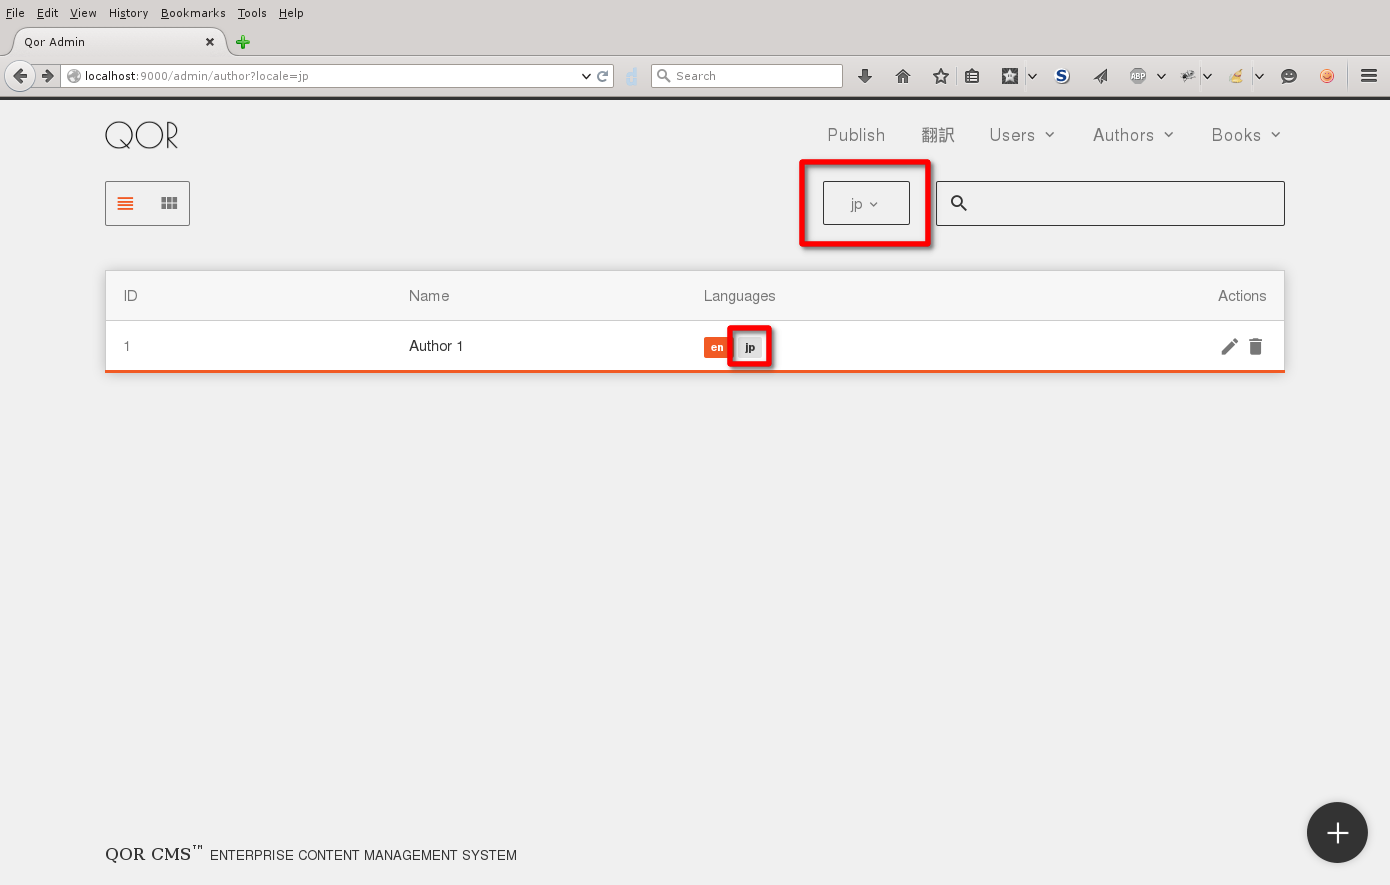 File Edit View History Bookmarks Tools Help
Qor Admin
localhost:9000/admin/author?locale=jp
Search
S
ABP
QOR
Publish 翻訳 Users Authors Books
jp
ID Name Languages Actions
1 Author 1 en jp
QOR CMS™ ENTERPRISE CONTENT MANAGEMENT SYSTEM